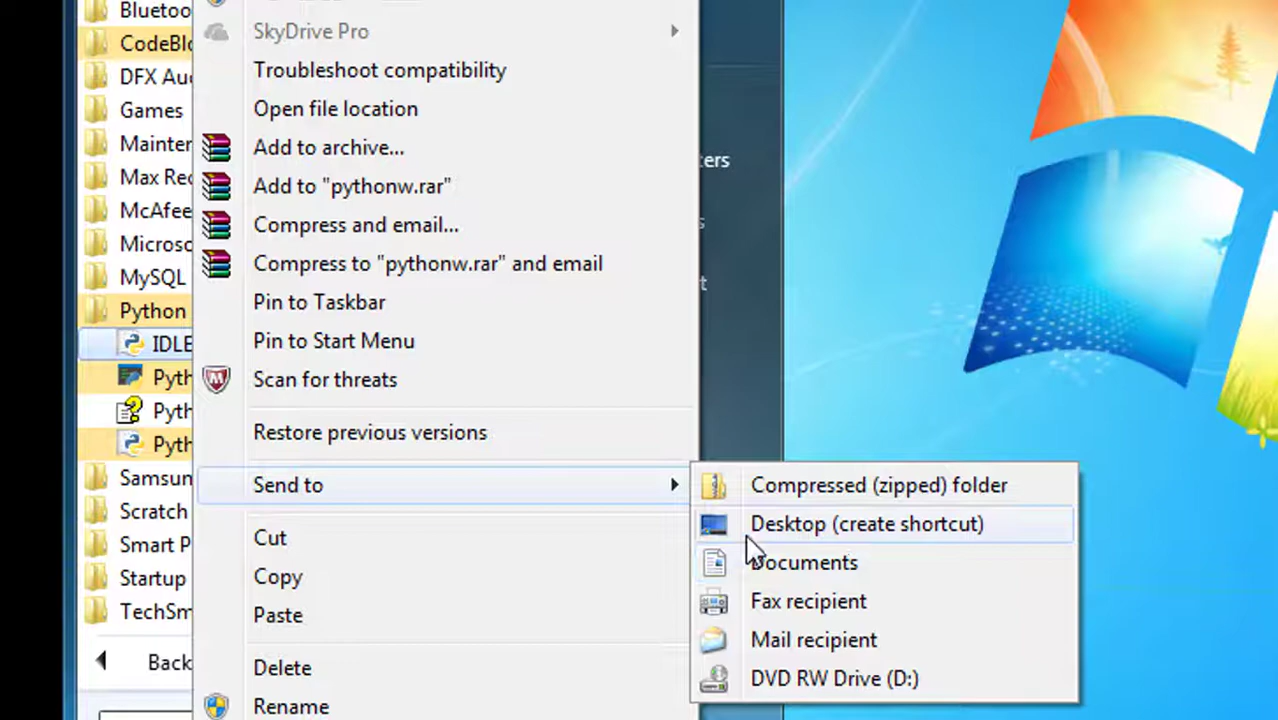 Bluetoo
CodeBlo
DFX Au
Games
Mainter
Max Rec
McAfee
Microso
MySQL
Python
IDLE
Pyth
Pyth
Pyth
Samsun
Scratch
Smart P
Startup
TechSm
Back
SkyDrive Pro
Troubleshoot compatibility
Open file location
Add to archive...
Add to "pythonw.rar"
Compress and email...
Compress to "pythonw.rar" and email
Pin to Taskbar
Pin to Start Menu
Scan for threats
Restore previous versions
Send to
Cut
Copy
Paste
Delete
Rename
Compressed (zipped) folder
Desktop (create shortcut)
Documents
Fax recipient
Mail recipient
DVD RW Drive (D:)
ters